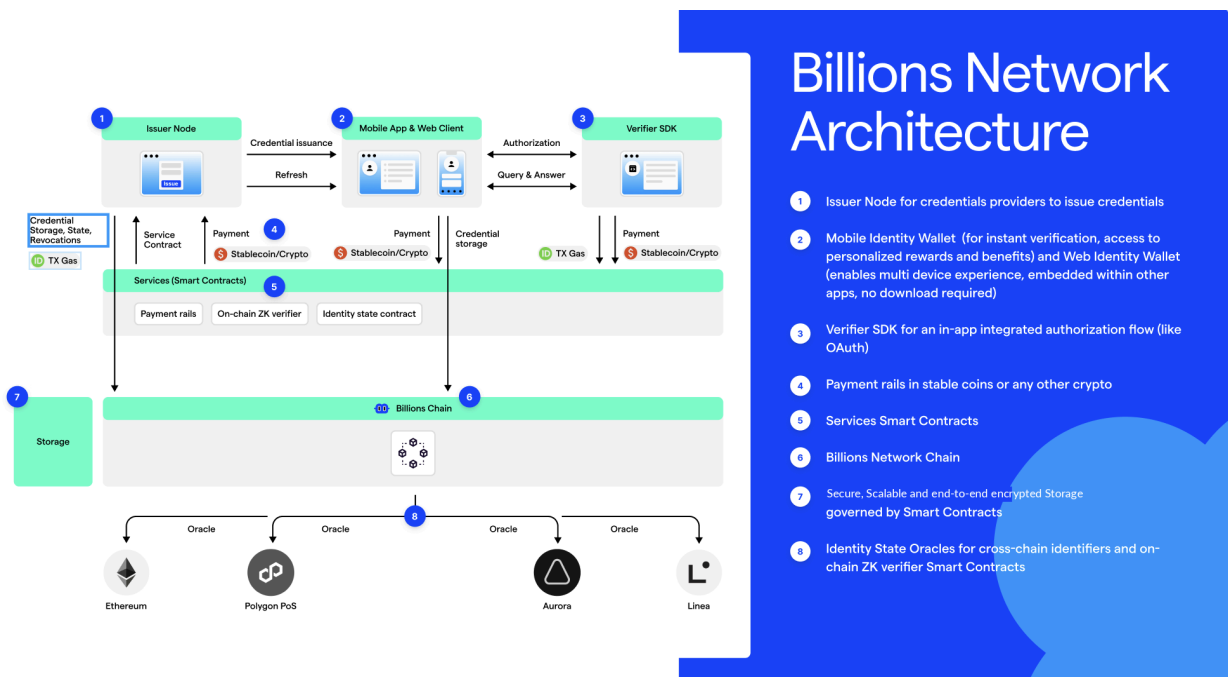 Billions Network
Architecture
1
Issuer Node
2
Mobile App & Web Client
3
Verifier SDK
Credential issuance
Refresh
Authorization
Query & Answer
Issue
Credential
Storage, State,
Revocations
ID TX Gas
Service
Contract
Payment
4
$ Stablecoin/Crypto
Payment
$ Stablecoin/Crypto
Credential
storage
ID TX Gas
Payment
$ Stablecoin/Crypto
Services (Smart Contracts)
5
Payment rails
On-chain ZK verifier
Identity state contract
7
Storage
6
Billions Chain
8
Oracle
Oracle
Oracle
Oracle
Ethereum
Polygon PoS
Aurora
Linea
1 Issuer Node for credentials providers to issue credentials
2 Mobile Identity Wallet (for instant verification, access to
personalized rewards and benefits) and Web Identity Wallet
(enables multi device experience, embedded within other
apps, no download required)
3 Verifier SDK for an in-app integrated authorization flow (like
OAuth)
4 Payment rails in stable coins or any other crypto
5 Services Smart Contracts
6 Billions Network Chain
7 Secure, Scalable and end-to-end encrypted Storage
governed by Smart Contracts
8 Identity State Oracles for cross-chain identifiers and on-
chain ZK verifier Smart Contracts